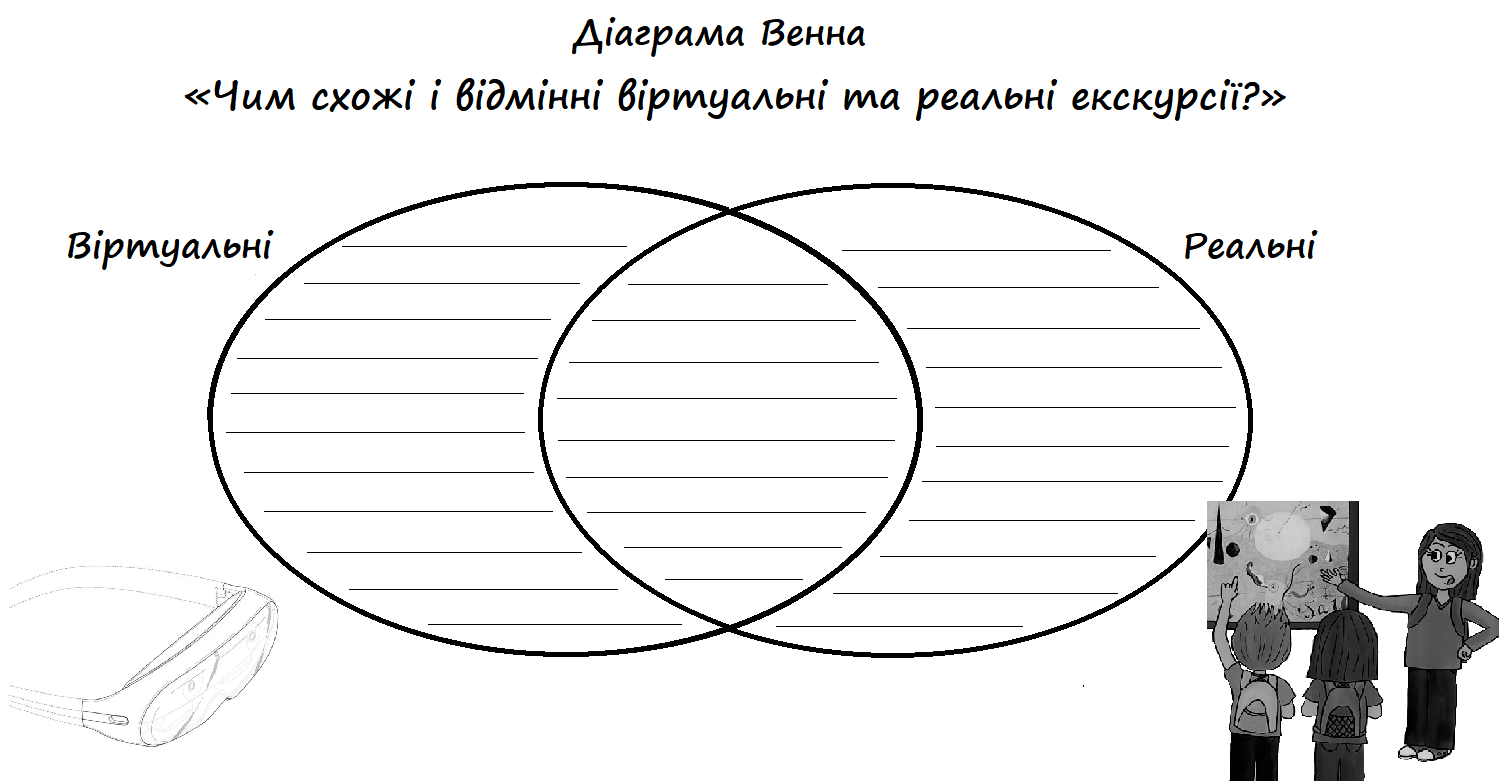 Діаграма Венна
«Чим схожі і відмінні віртуальні та реальні екскурсії?»
Віртуальні
Реальні